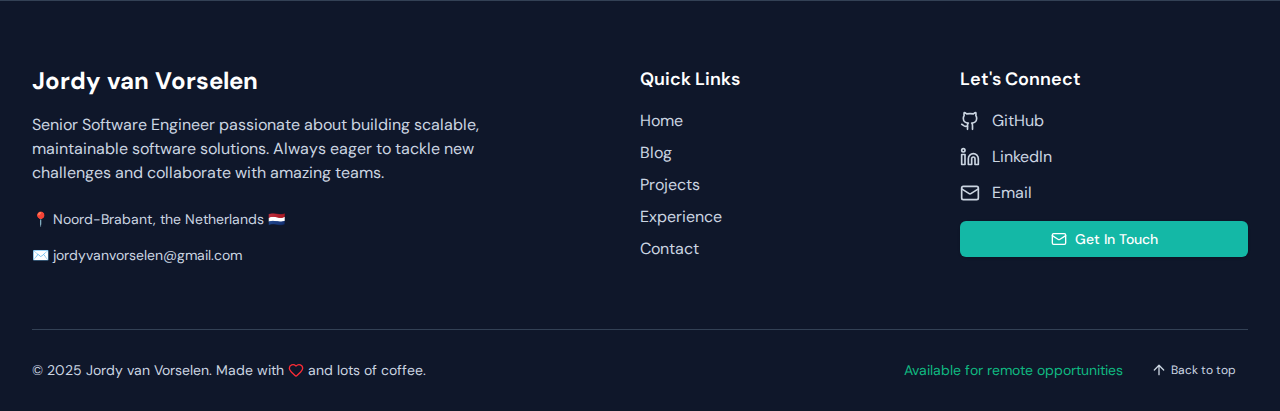 Jordy van Vorselen
Senior Software Engineer passionate about building scalable,
maintainable software solutions. Always eager to tackle new
challenges and collaborate with amazing teams.
📍 Noord-Brabant, the Netherlands 🇳🇱
✉️ jordyvanvorselen@gmail.com
Quick Links
Home
Blog
Projects
Experience
Contact
Let's Connect
GitHub
LinkedIn
Email
Get In Touch
© 2025 Jordy van Vorselen. Made with ♡ and lots of coffee.
Available for remote opportunities
↑ Back to top